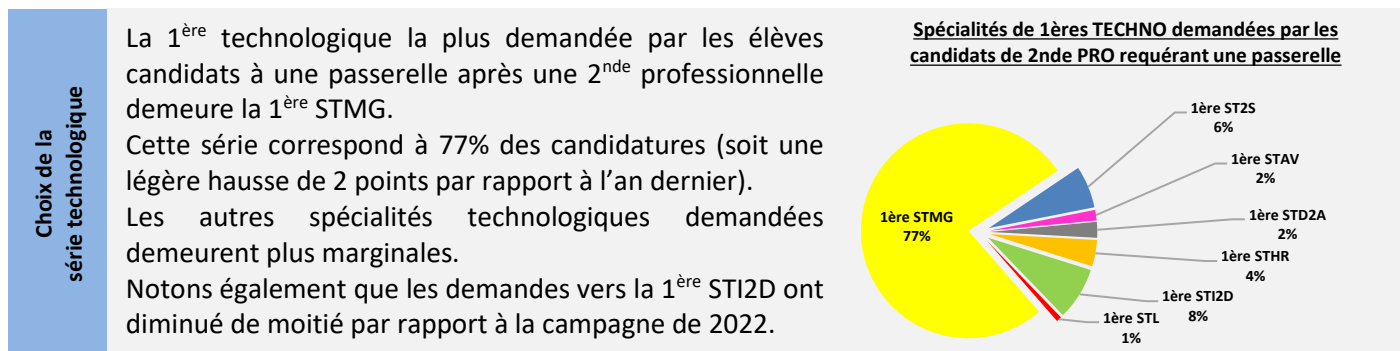 Choix de la
série technologique
La 1ère technologique la plus demandée par les élèves
candidats à une passerelle après une 2nde professionnelle
demeure la 1ère STMG.
Cette série correspond à 77% des candidatures (soit une
légère hausse de 2 points par rapport à l’an dernier).
Les autres spécialités technologiques demandées
demeurent plus marginales.
Notons également que les demandes vers la 1ère STI2D ont
diminué de moitié par rapport à la campagne de 2022.
Spécialités de 1ères TECHNO demandées par les
candidats de 2nde PRO requérant une passerelle
1ère ST2S
6%
1ère STAV
2%
1ère STD2A
2%
1ère STHR
4%
1ère STI2D
8%
1ère STL
1%
1ère STMG
77%